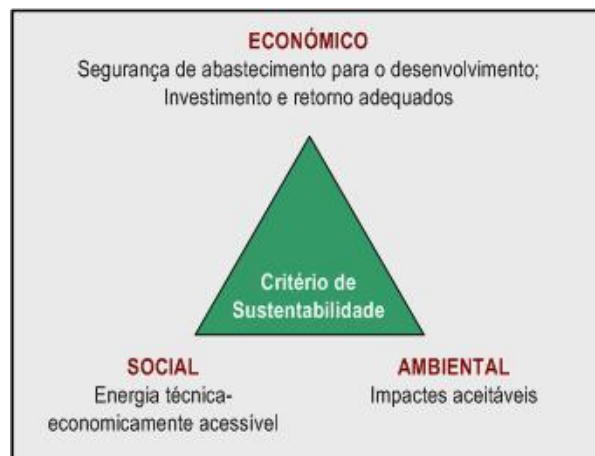 ECONÓMICO
Segurança de abastecimento para o desenvolvimento;
Investimento e retorno adequados
Critério de
Sustentabilidade
SOCIAL
Energia técnica-
economicamente acessível
AMBIENTAL
Impactes aceitáveis